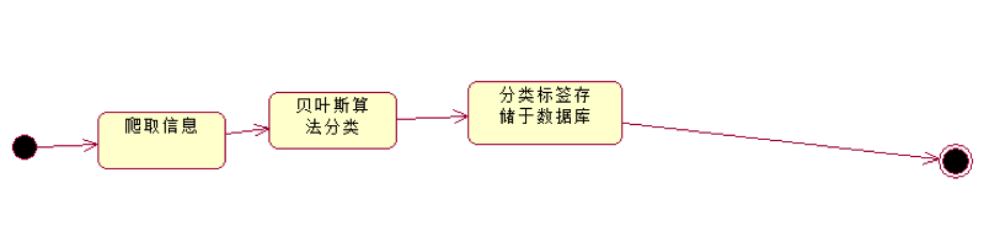 爬取信息
贝叶斯算
法分类
分类标签存
储于数据库